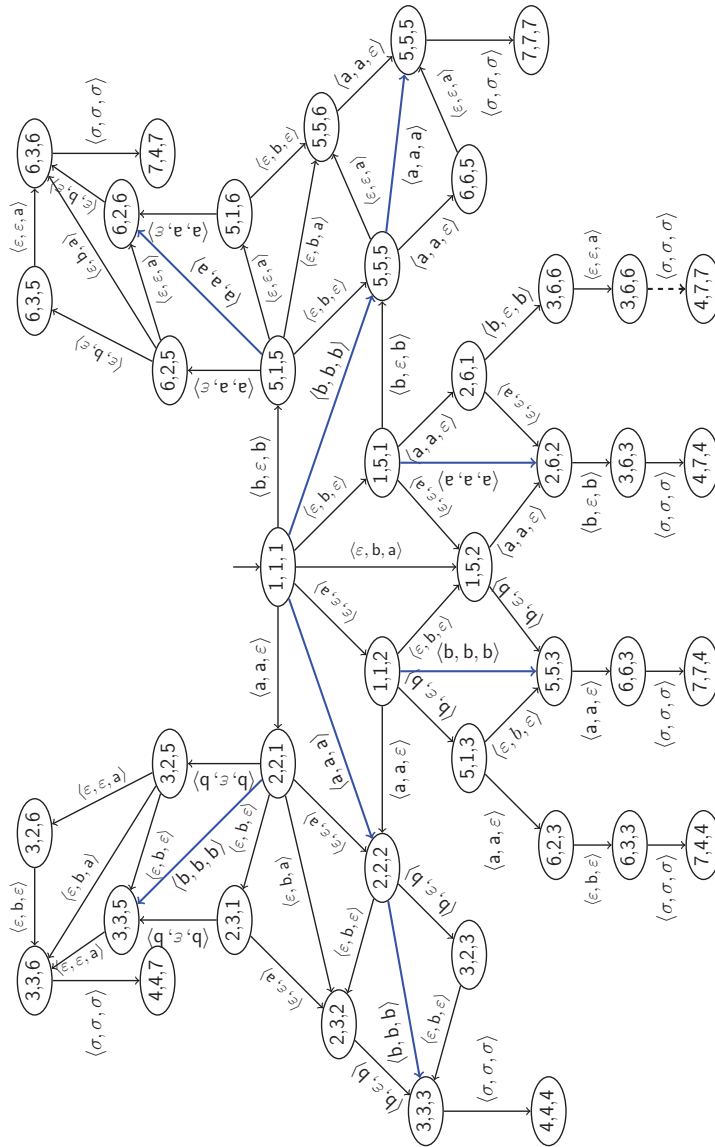 6,3,6
⟨σ, σ, σ⟩
7,4,7
⟨ε, ε, a⟩
6,3,5
⟨ε, b, ε⟩
⟨ε, b, a⟩
6,2,6
⟨ε, ε, a⟩
⟨ε, b, ε⟩
6,2,5
⟨a, a, ε⟩
⟨a, a, a⟩
⟨a, a, ε⟩
5,1,6
⟨ε, b, ε⟩
5,5,6
⟨a, a, ε⟩
5,5,5
⟨σ, σ, σ⟩
7,7,7
⟨ε, ε, a⟩
⟨ε, b, a⟩
⟨ε, ε, a⟩
⟨ε, ε, a⟩
⟨a, a, a⟩
6,6,5
5,1,5
⟨ε, b, ε⟩
5,5,5
⟨a, a, ε⟩
⟨b, b, b⟩
⟨b, ε, b⟩
⟨b, ε, b⟩
1,1,1
⟨ε, b, ε⟩
1,5,1
⟨a, a, ε⟩
2,6,1
⟨b, ε, b⟩
3,6,6
⟨ε, ε, a⟩
3,6,6
⟨σ, σ, σ⟩
4,7,7
⟨ε, ε, a⟩
⟨a, a, a⟩
⟨ε, ε, a⟩
⟨ε, b, a⟩
1,5,2
⟨a, a, ε⟩
2,6,2
⟨b, ε, b⟩
3,6,3
⟨σ, σ, σ⟩
4,7,4
⟨ε, ε, a⟩
⟨ε, b, ε⟩
⟨b, ε, b⟩
⟨a, a, ε⟩
⟨a, a, a⟩
1,1,2
⟨b, b, b⟩
⟨b, ε, b⟩
5,5,3
⟨a, a, ε⟩
6,6,3
⟨σ, σ, σ⟩
7,7,4
⟨a, a, ε⟩
5,1,3
⟨ε, b, ε⟩
⟨a, a, ε⟩
6,2,3
⟨ε, b, ε⟩
6,3,3
⟨σ, σ, σ⟩
7,4,4
2,2,1
⟨b, ε, b⟩
3,2,5
⟨ε, ε, a⟩
3,2,6
⟨ε, b, ε⟩
⟨ε, b, a⟩
⟨ε, b, ε⟩
⟨b, b, b⟩
⟨ε, b, ε⟩
⟨ε, ε, a⟩
2,2,2
⟨b, ε, b⟩
3,2,3
⟨ε, b, a⟩
⟨ε, b, ε⟩
⟨b, b, b⟩
⟨ε, b, ε⟩
2,3,1
⟨b, ε, b⟩
3,3,5
⟨ε, ε, a⟩
3,3,6
⟨σ, σ, σ⟩
4,4,7
⟨ε, ε, a⟩
2,3,2
⟨b, ε, b⟩
3,3,3
⟨σ, σ, σ⟩
4,4,4